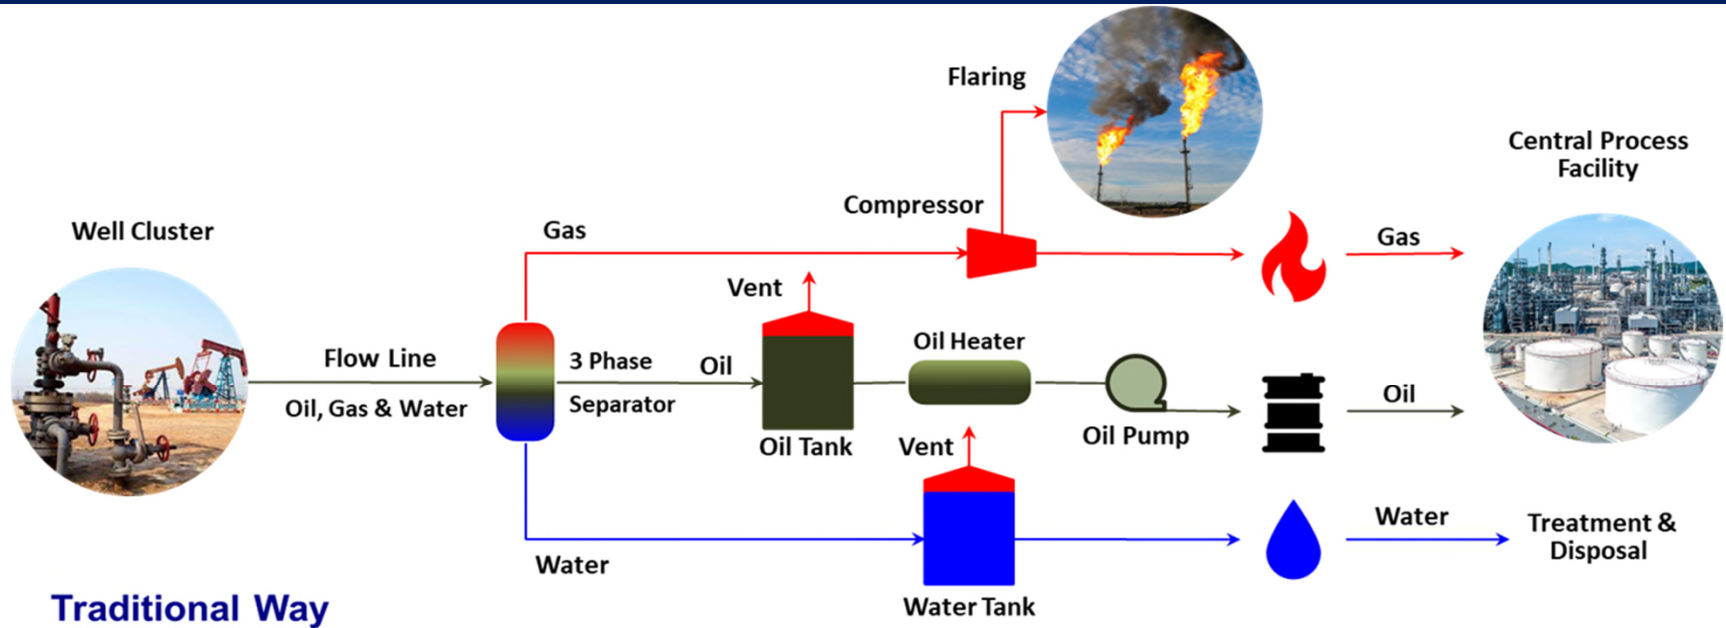 Flaring
Central Process
Facility
Compressor
Well Cluster
Gas
Gas
Vent
Oil Heater
Flow Line
3 Phase
Oil
Oil
Oil, Gas & Water
Separator
Oil Tank
Vent
Oil Pump
Water
Treatment &
Disposal
Water
Water Tank
Traditional Way